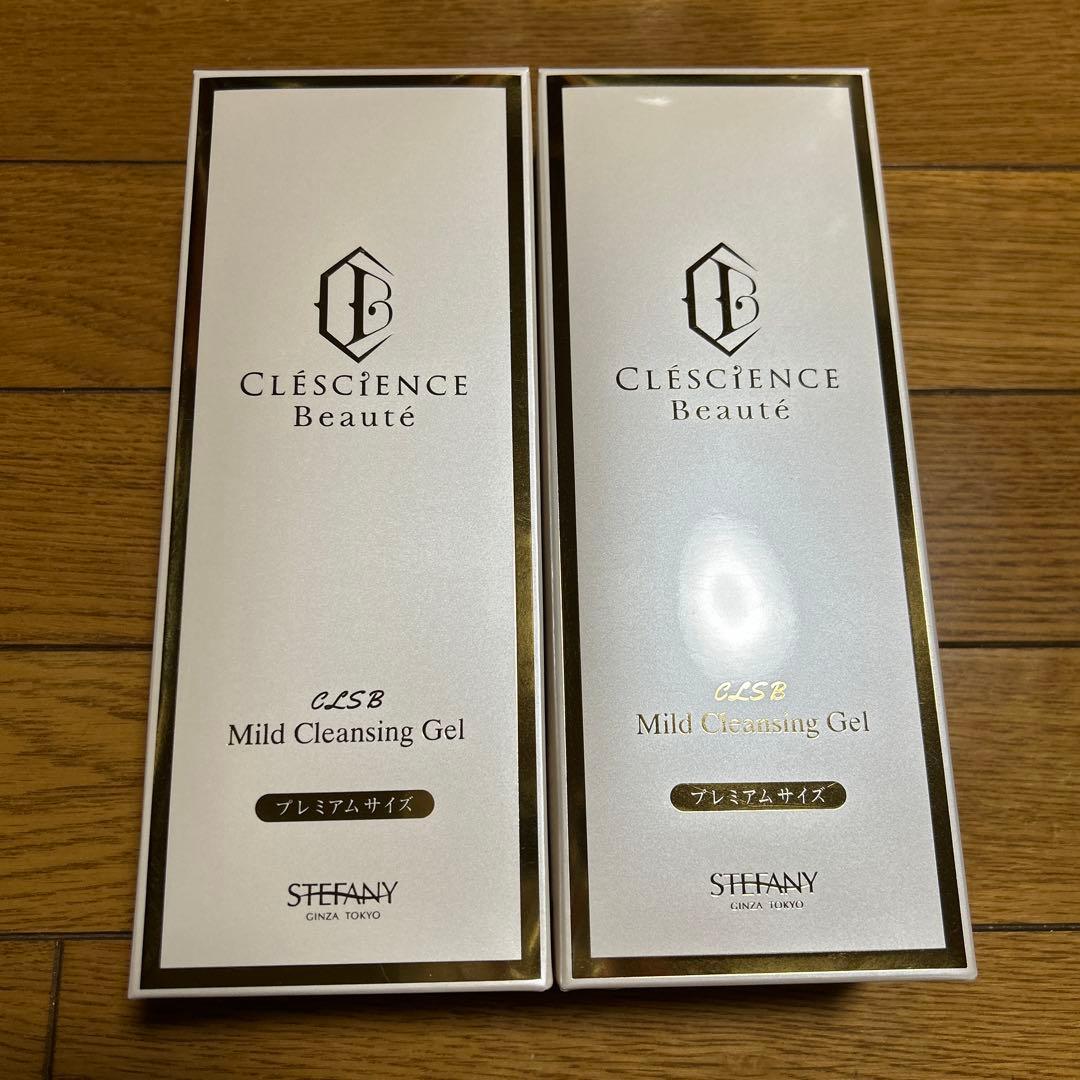 CLÉSCIENCE
Beauté
CLSB
Mild Cleansing Gel
プレミアムサイズ
STEFANY
GINZA TOKYO
CLÉSCIENCE
Beauté
CLSB
Mild Cleansing Gel
プレミアムサイズ
STEFANY
GINZA TOKYO